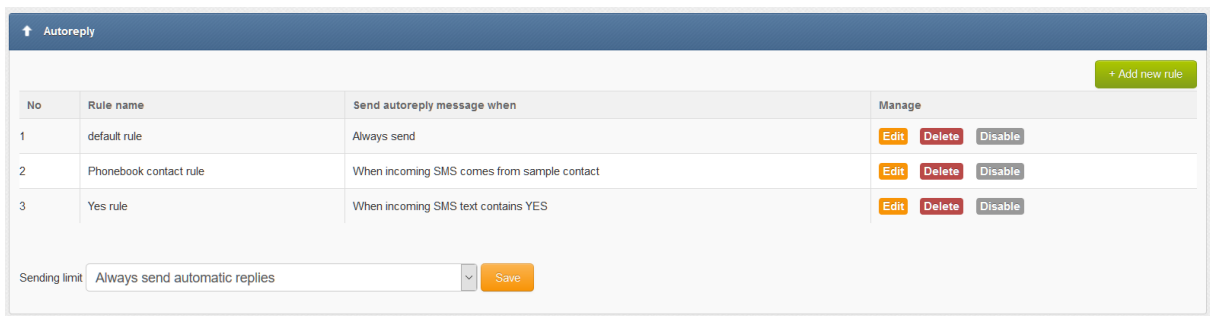 Autoreply
+ Add new rule
No Rule name Send autoreply message when Manage
1 default rule Always send Edit Delete Disable
2 Phonebook contact rule When incoming SMS comes from sample contact Edit Delete Disable
3 Yes rule When incoming SMS text contains YES Edit Delete Disable
Sending limit Always send automatic replies Save